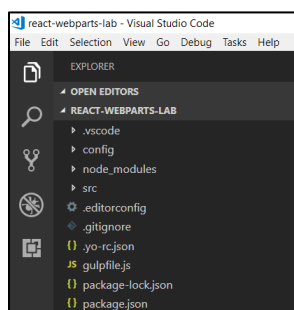 react-webparts-lab - Visual Studio Code
File Edit Selection View Go Debug Tasks Help
EXPLORER
OPEN EDITORS
REACT-WEBPARTS-LAB
.vscode
config
node_modules
src
.editorconfig
.gitignore
{} .yo-rc.json
JS gulpfile.js
{} package-lock.json
{} package.json